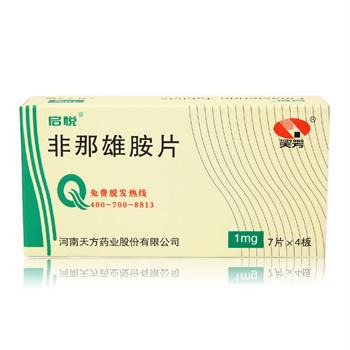 启悦®
非那雄胺片
免费脱发热线
400-700-8813
河南天方药业股份有限公司
1mg
7片×4板